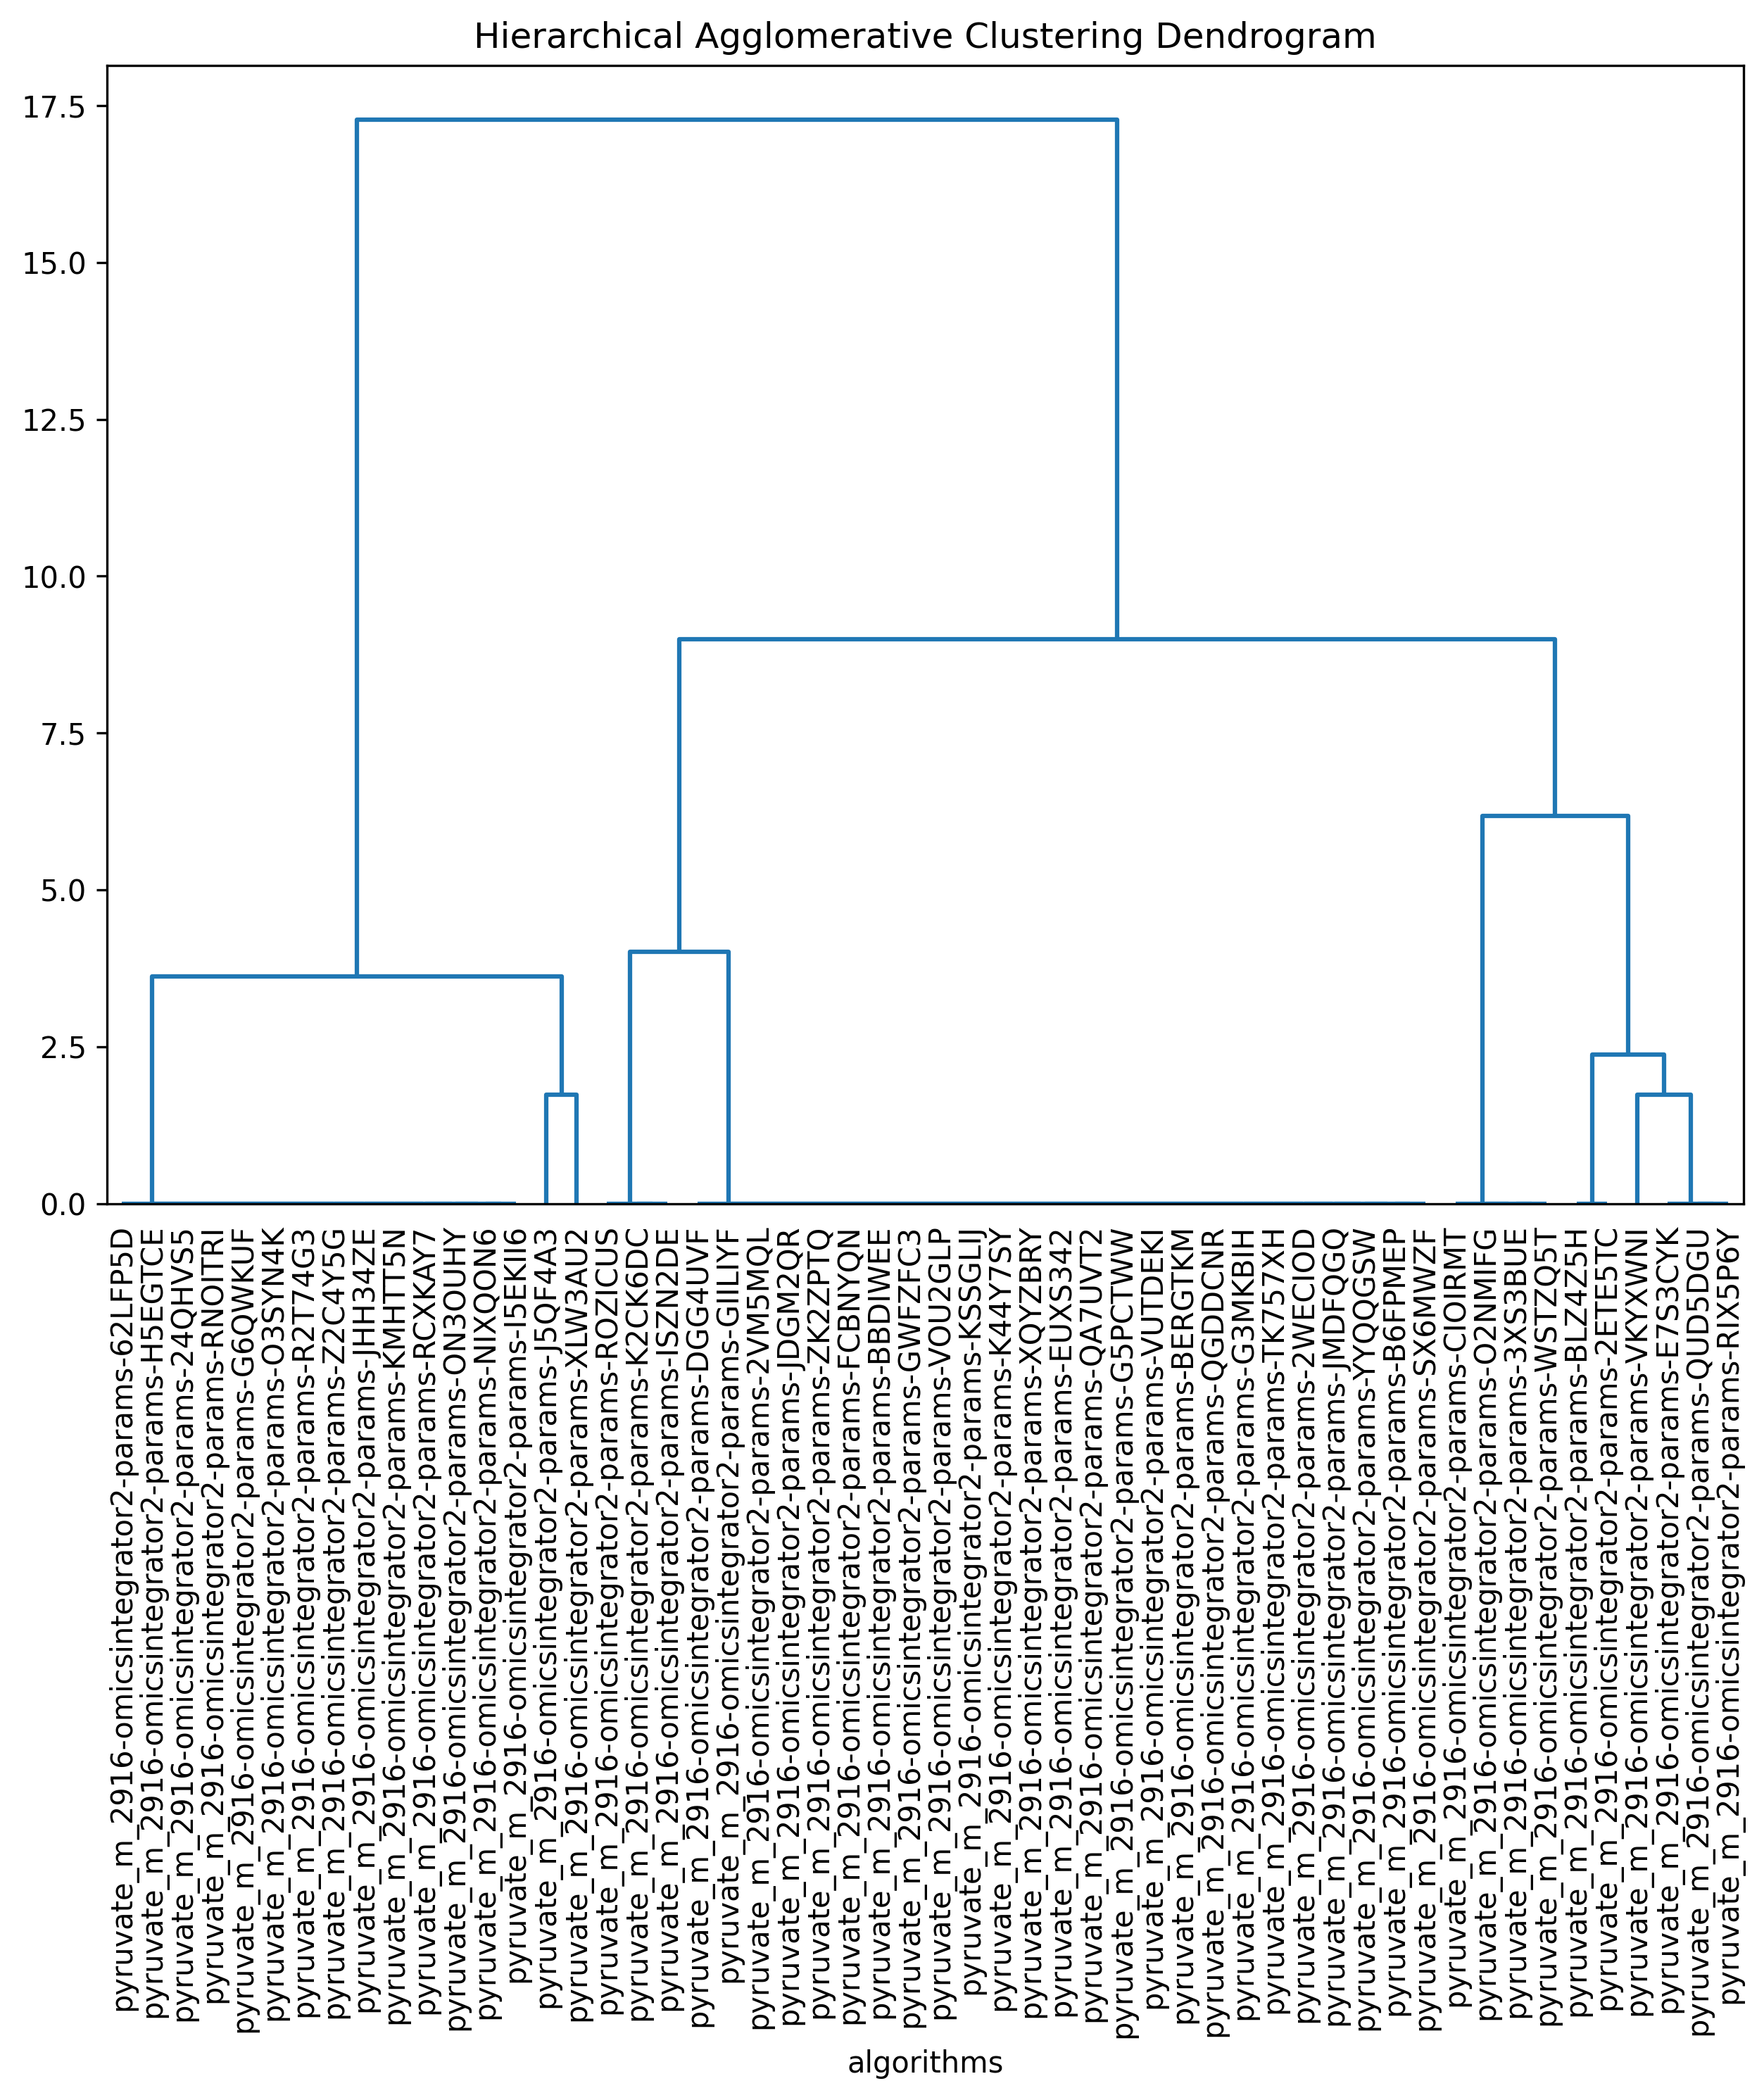 Hierarchical Agglomerative Clustering Dendrogram
17.5
15.0
12.5
10.0
7.5
5.0
2.5
0.0
pyruvate_m_2916-omicsintegrator2-params-62LFP5D
pyruvate_m_2916-omicsintegrator2-params-H5EGTCE
pyruvate_m_2916-omicsintegrator2-params-24QHVS5
pyruvate_m_2916-omicsintegrator2-params-RNOITRI
pyruvate_m_2916-omicsintegrator2-params-G6QWKUF
pyruvate_m_2916-omicsintegrator2-params-O3SYN4K
pyruvate_m_2916-omicsintegrator2-params-R2T74G3
pyruvate_m_2916-omicsintegrator2-params-Z2C4Y5G
pyruvate_m_2916-omicsintegrator2-params-JHH34ZE
pyruvate_m_2916-omicsintegrator2-params-KMHTT5N
pyruvate_m_2916-omicsintegrator2-params-RCXKAY7
pyruvate_m_2916-omicsintegrator2-params-ON3OUHY
pyruvate_m_2916-omicsintegrator2-params-NIXQON6
pyruvate_m_2916-omicsintegrator2-params-I5EKII6
pyruvate_m_2916-omicsintegrator2-params-J5QF4A3
pyruvate_m_2916-omicsintegrator2-params-XLW3AU2
pyruvate_m_2916-omicsintegrator2-params-ROZICUS
pyruvate_m_2916-omicsintegrator2-params-K2CK6DC
pyruvate_m_2916-omicsintegrator2-params-ISZN2DE
pyruvate_m_2916-omicsintegrator2-params-DGG4UVF
pyruvate_m_2916-omicsintegrator2-params-GIILIYF
pyruvate_m_2916-omicsintegrator2-params-2VM5MQL
pyruvate_m_2916-omicsintegrator2-params-JDGM2QR
pyruvate_m_2916-omicsintegrator2-params-ZK2ZPTQ
pyruvate_m_2916-omicsintegrator2-params-FCBNYQN
pyruvate_m_2916-omicsintegrator2-params-BBDIWEE
pyruvate_m_2916-omicsintegrator2-params-GWFZFC3
pyruvate_m_2916-omicsintegrator2-params-VOU2GLP
pyruvate_m_2916-omicsintegrator2-params-KSSGLIJ
pyruvate_m_2916-omicsintegrator2-params-K44Y7SY
pyruvate_m_2916-omicsintegrator2-params-XQYZBRY
pyruvate_m_2916-omicsintegrator2-params-EUXS342
pyruvate_m_2916-omicsintegrator2-params-QA7UVT2
pyruvate_m_2916-omicsintegrator2-params-G5PCTWW
pyruvate_m_2916-omicsintegrator2-params-VUTDEKI
pyruvate_m_2916-omicsintegrator2-params-BERGTKM
pyruvate_m_2916-omicsintegrator2-params-QGDDCNR
pyruvate_m_2916-omicsintegrator2-params-G3MKBIH
pyruvate_m_2916-omicsintegrator2-params-TK757XH
pyruvate_m_2916-omicsintegrator2-params-2WECIOD
pyruvate_m_2916-omicsintegrator2-params-JMDFQGQ
pyruvate_m_2916-omicsintegrator2-params-YYQQGSW
pyruvate_m_2916-omicsintegrator2-params-B6FPMEP
pyruvate_m_2916-omicsintegrator2-params-SX6MWZF
pyruvate_m_2916-omicsintegrator2-params-CIOIRMT
pyruvate_m_2916-omicsintegrator2-params-O2NMIFG
pyruvate_m_2916-omicsintegrator2-params-3XS3BUE
pyruvate_m_2916-omicsintegrator2-params-WSTZQ5T
pyruvate_m_2916-omicsintegrator2-params-BLZ4Z5H
pyruvate_m_2916-omicsintegrator2-params-2ETE5TC
pyruvate_m_2916-omicsintegrator2-params-VKYXWNI
pyruvate_m_2916-omicsintegrator2-params-E7S3CYK
pyruvate_m_2916-omicsintegrator2-params-QUD5DGU
pyruvate_m_2916-omicsintegrator2-params-RIX5P6Y
algorithms